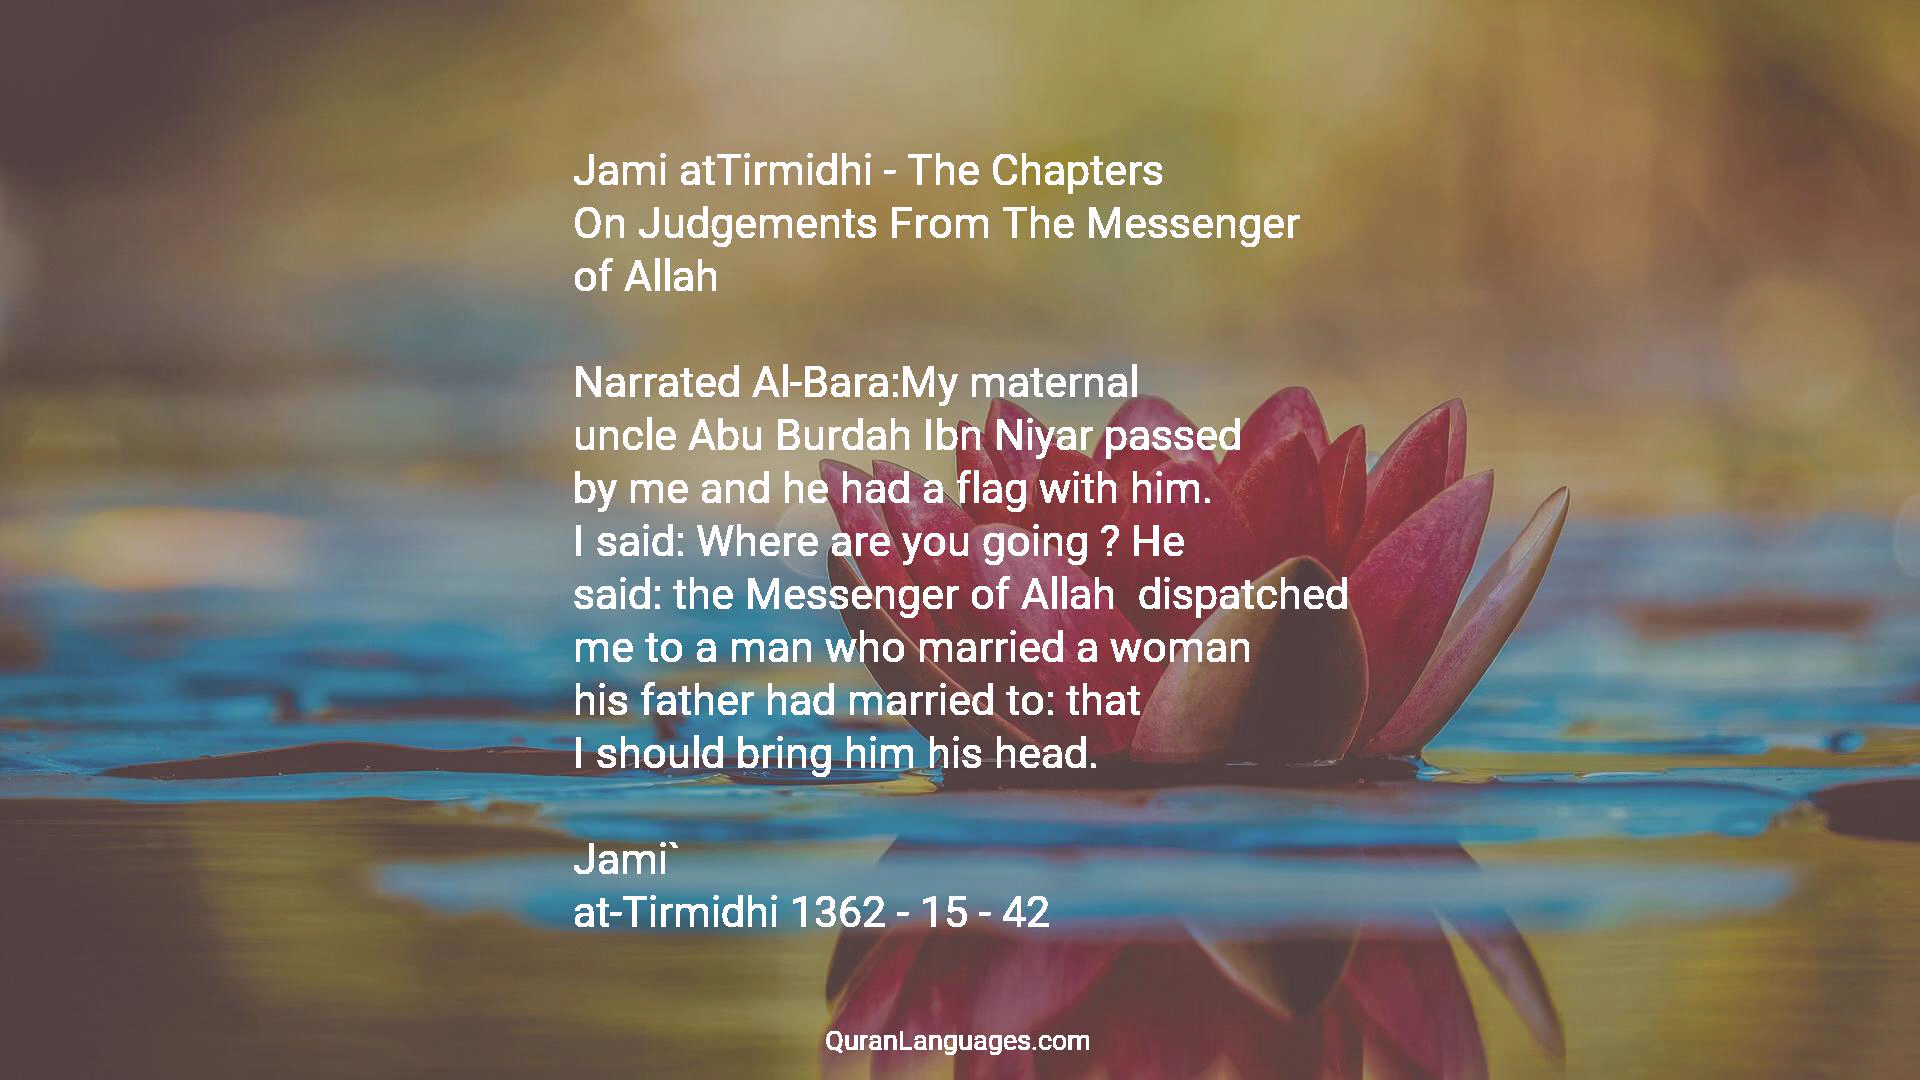 Jami atTirmidhi - The Chapters
On Judgements From The Messenger
of Allah
Narrated Al-Bara:My maternal
uncle Abu Burdah Ibn Niyar passed
by me and he had a flag with him.
I said: Where are you going ? He
said: the Messenger of Allah  dispatched
me to a man who married a woman
his father had married to: that
I should bring him his head.
Jami`
at-Tirmidhi 1362 - 15 - 42
QuranLanguages.com